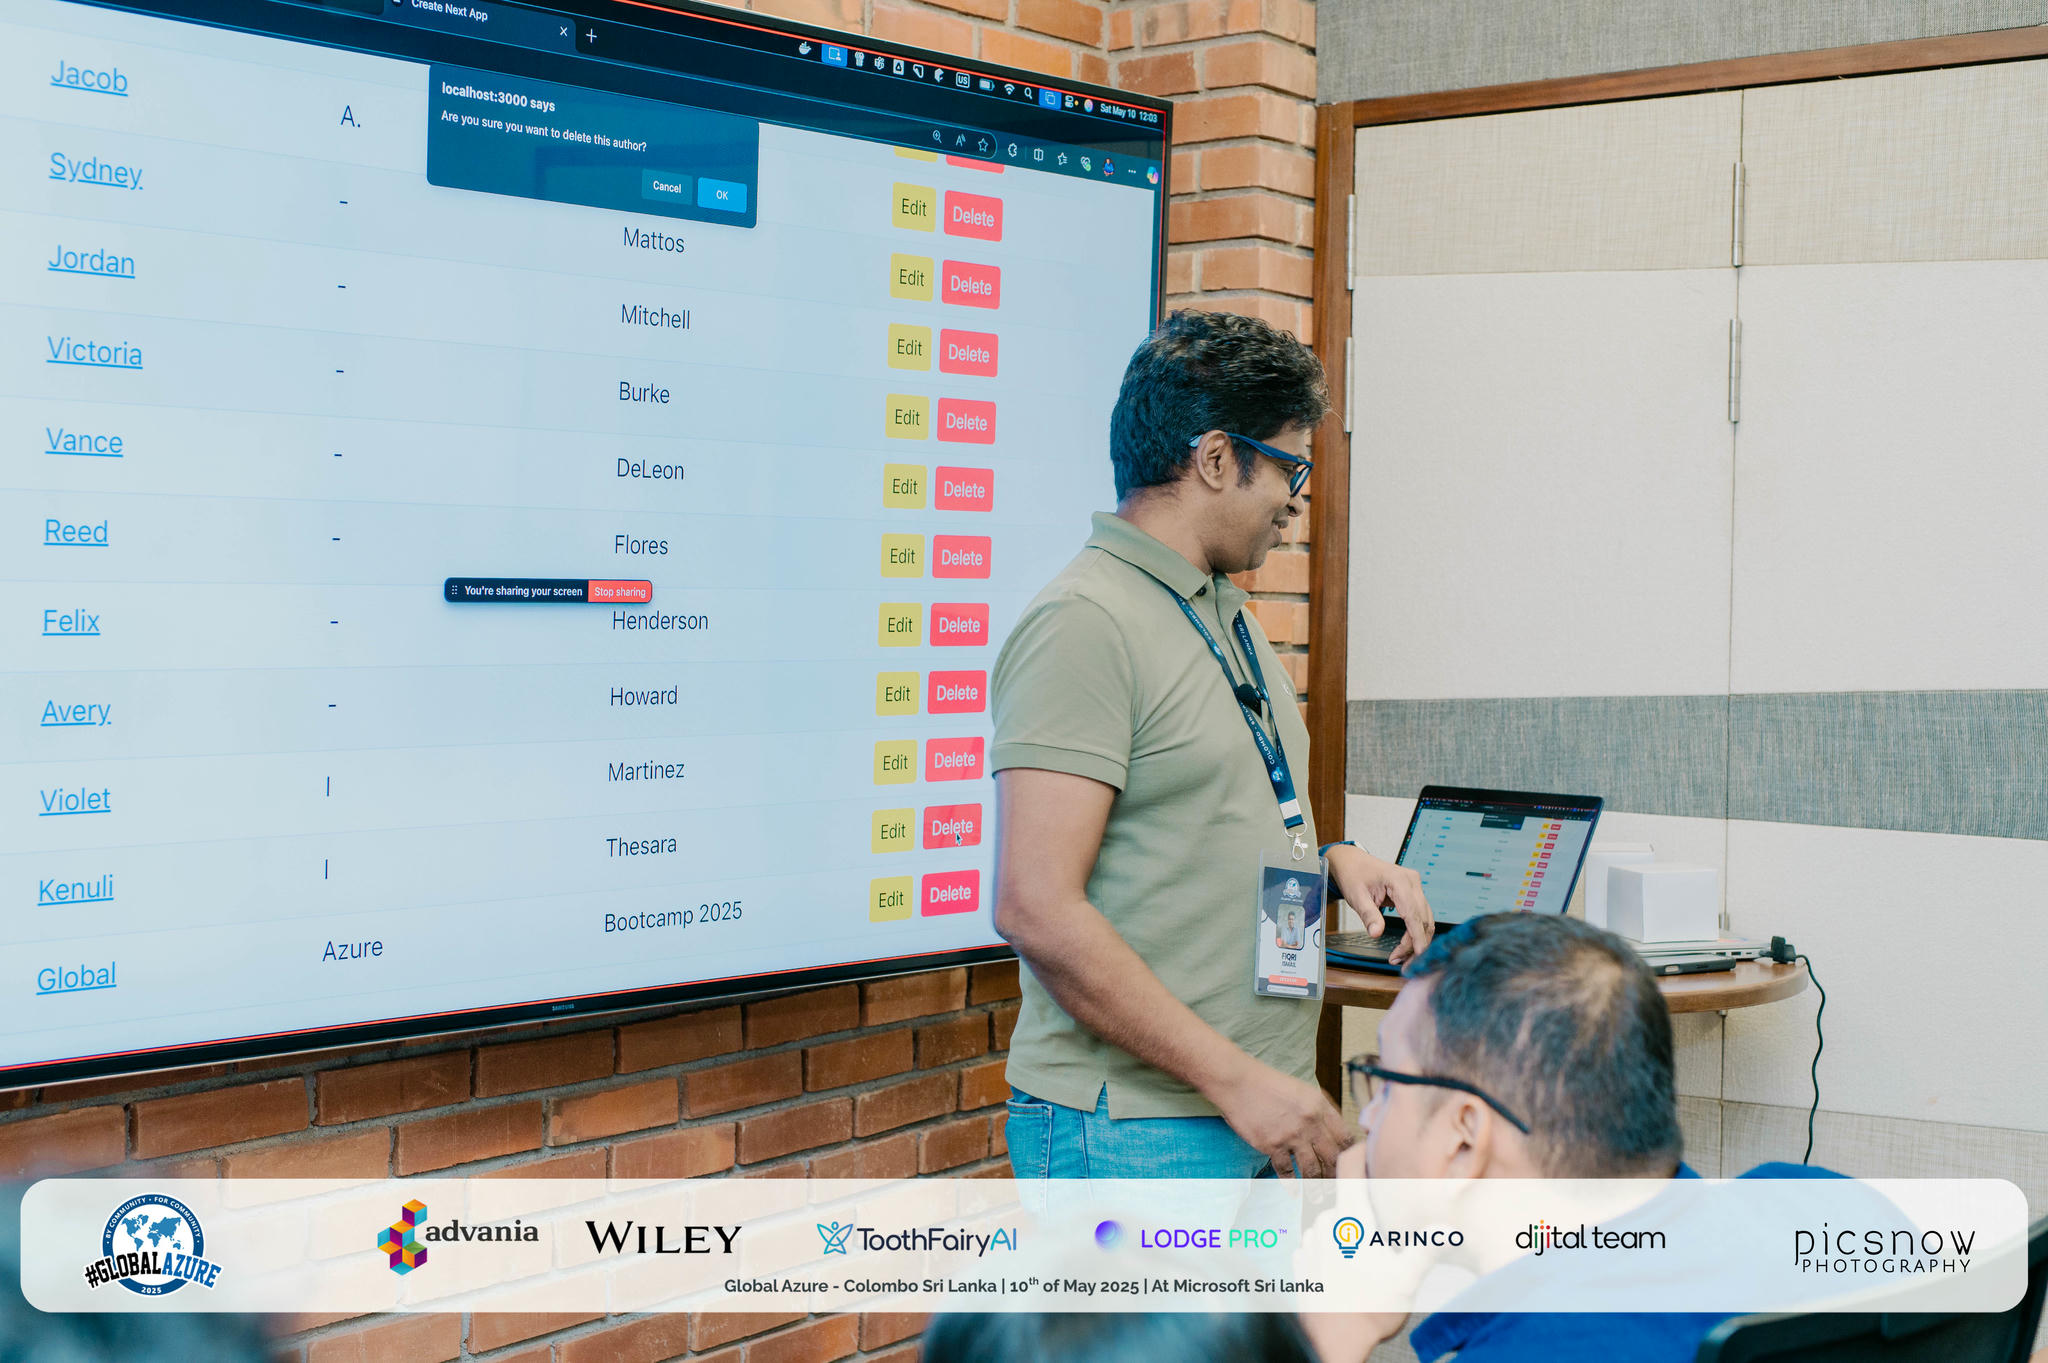 Create Next App
Sat May 10 12:03
US
localhost:3000 says
Are you sure you want to delete this author?
Cancel OK
Jacob A.
Sydney - Mattos Edit Delete
Jordan - Mitchell Edit Delete
Victoria - Burke Edit Delete
Vance - DeLeon Edit Delete
Reed - Flores Edit Delete
You're sharing your screen Stop sharing
Felix - Henderson Edit Delete
Avery - Howard Edit Delete
Violet I Martinez Edit Delete
Kenuli I Thesara Edit Delete
Global Azure Bootcamp 2025 Edit Delete
Edit Delete
SAMSUNG
COLOMBO
FIQRI
ISMAIL
BY COMMUNITY • FOR COMMUNITY
#GLOBALAZURE
2025
advania
WILEY
ToothFairyAI
LODGE PRO™
ARINCO
dijital team
picsnow
PHOTOGRAPHY
Global Azure - Colombo Sri Lanka | 10th of May 2025 | At Microsoft Sri lanka